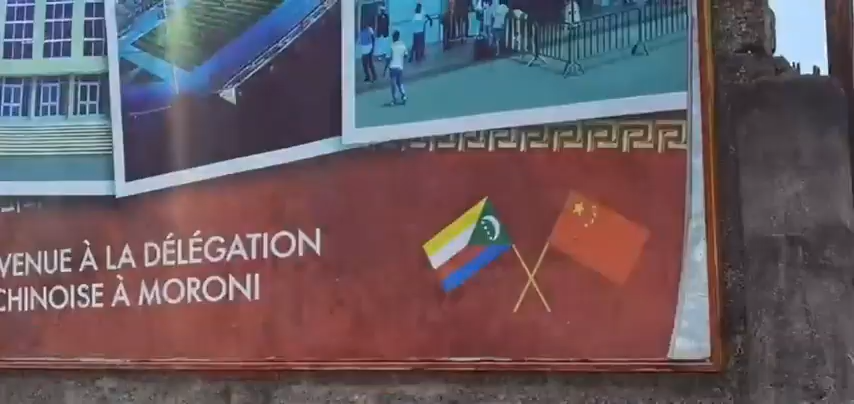 VENUE À LA DÉLÉGATION
CHINOISE À MORONI